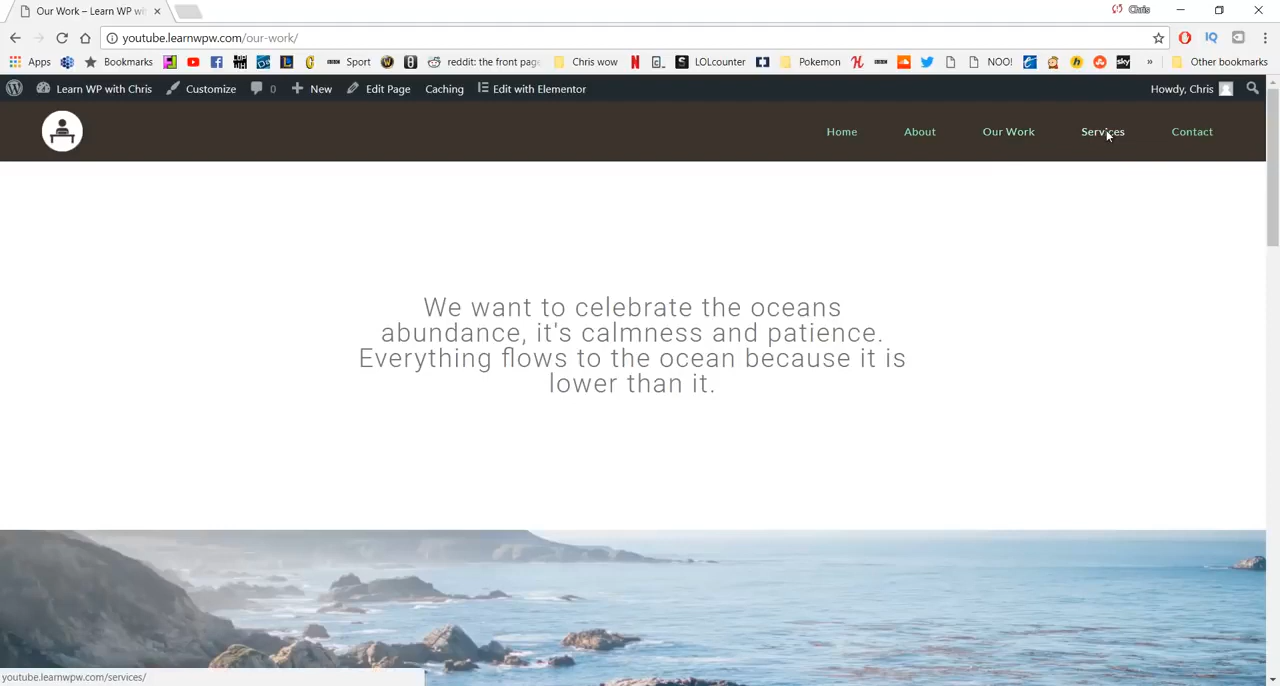 Our Work – Learn WP wi
Chris
youtube.learnwpw.com/our-work/
Apps
Bookmarks
Sport
reddit: the front page
Chris wow
LOLcounter
Pokemon
NOO!
sky
»
Other bookmarks
Learn WP with Chris
Customize
0
New
Edit Page
Caching
Edit with Elementor
Howdy, Chris
Home
About
Our Work
Services
Contact
We want to celebrate the oceans
abundance, it's calmness and patience.
Everything flows to the ocean because it is
lower than it.
youtube.learnwpw.com/services/